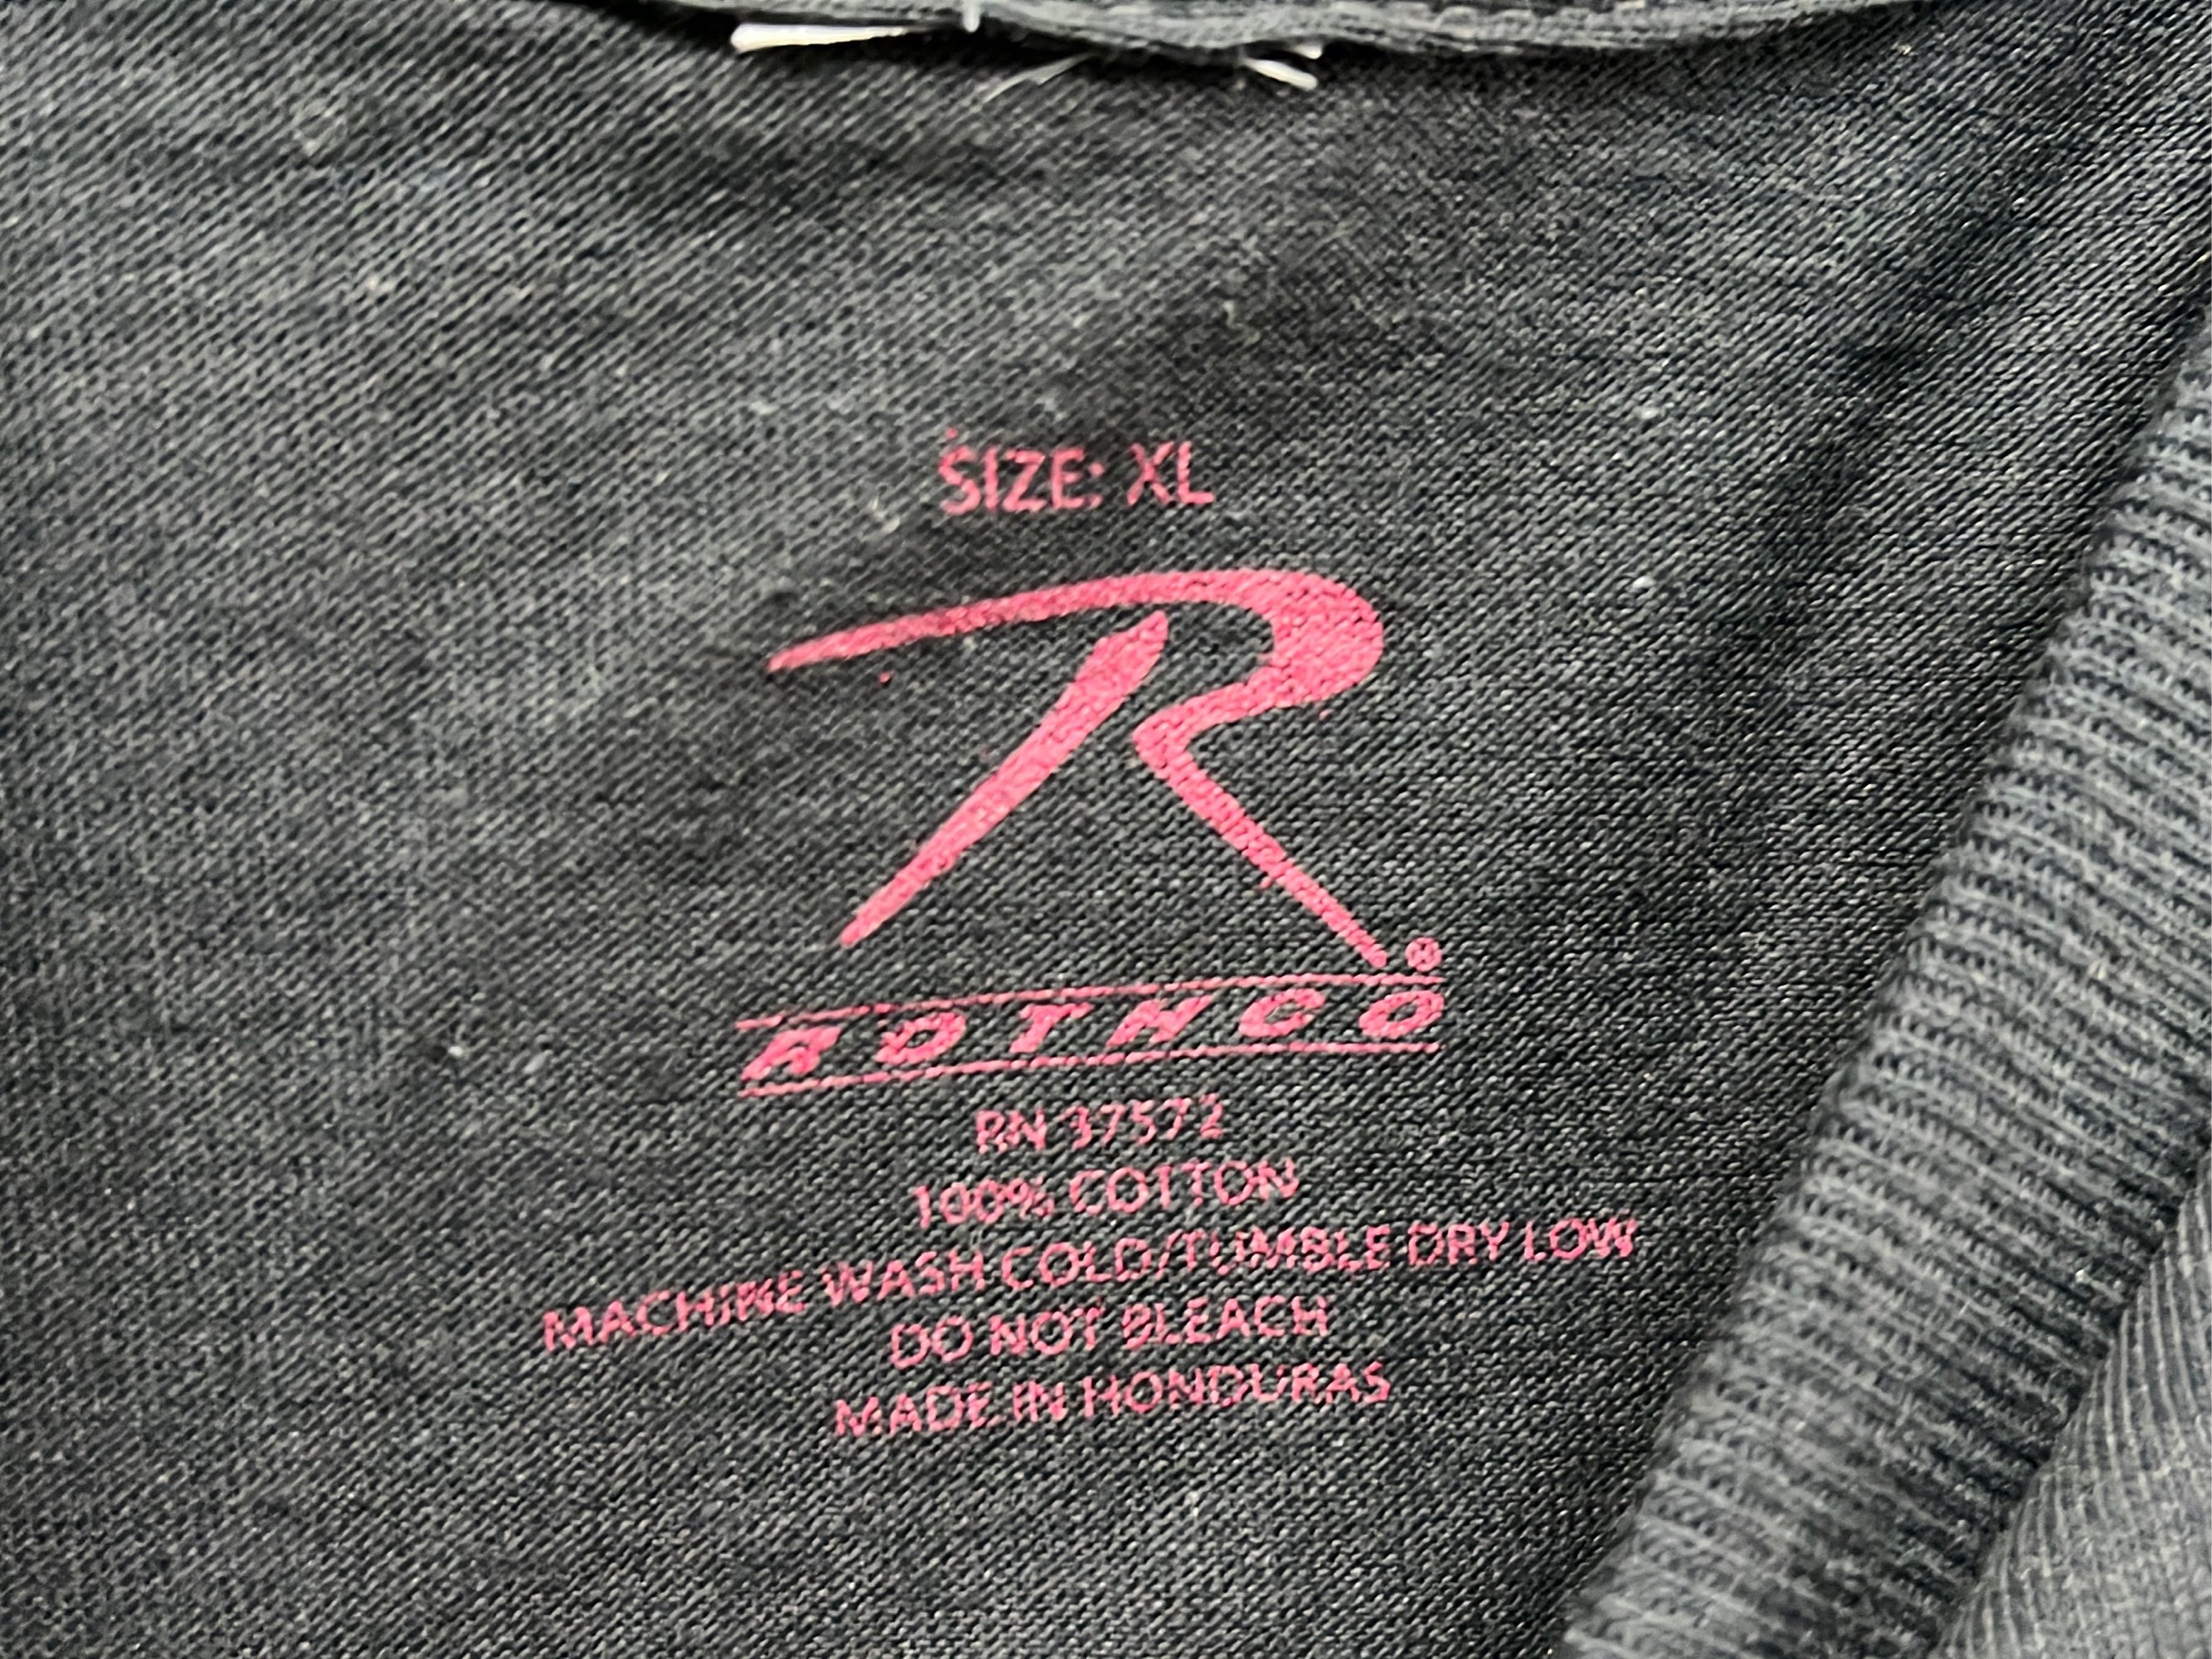 SIZE: XL
R®
ROTHCO
RN 37572
100% COTTON
MACHINE WASH COLD/TUMBLE DRY LOW
DO NOT BLEACH
MADE IN HONDURAS